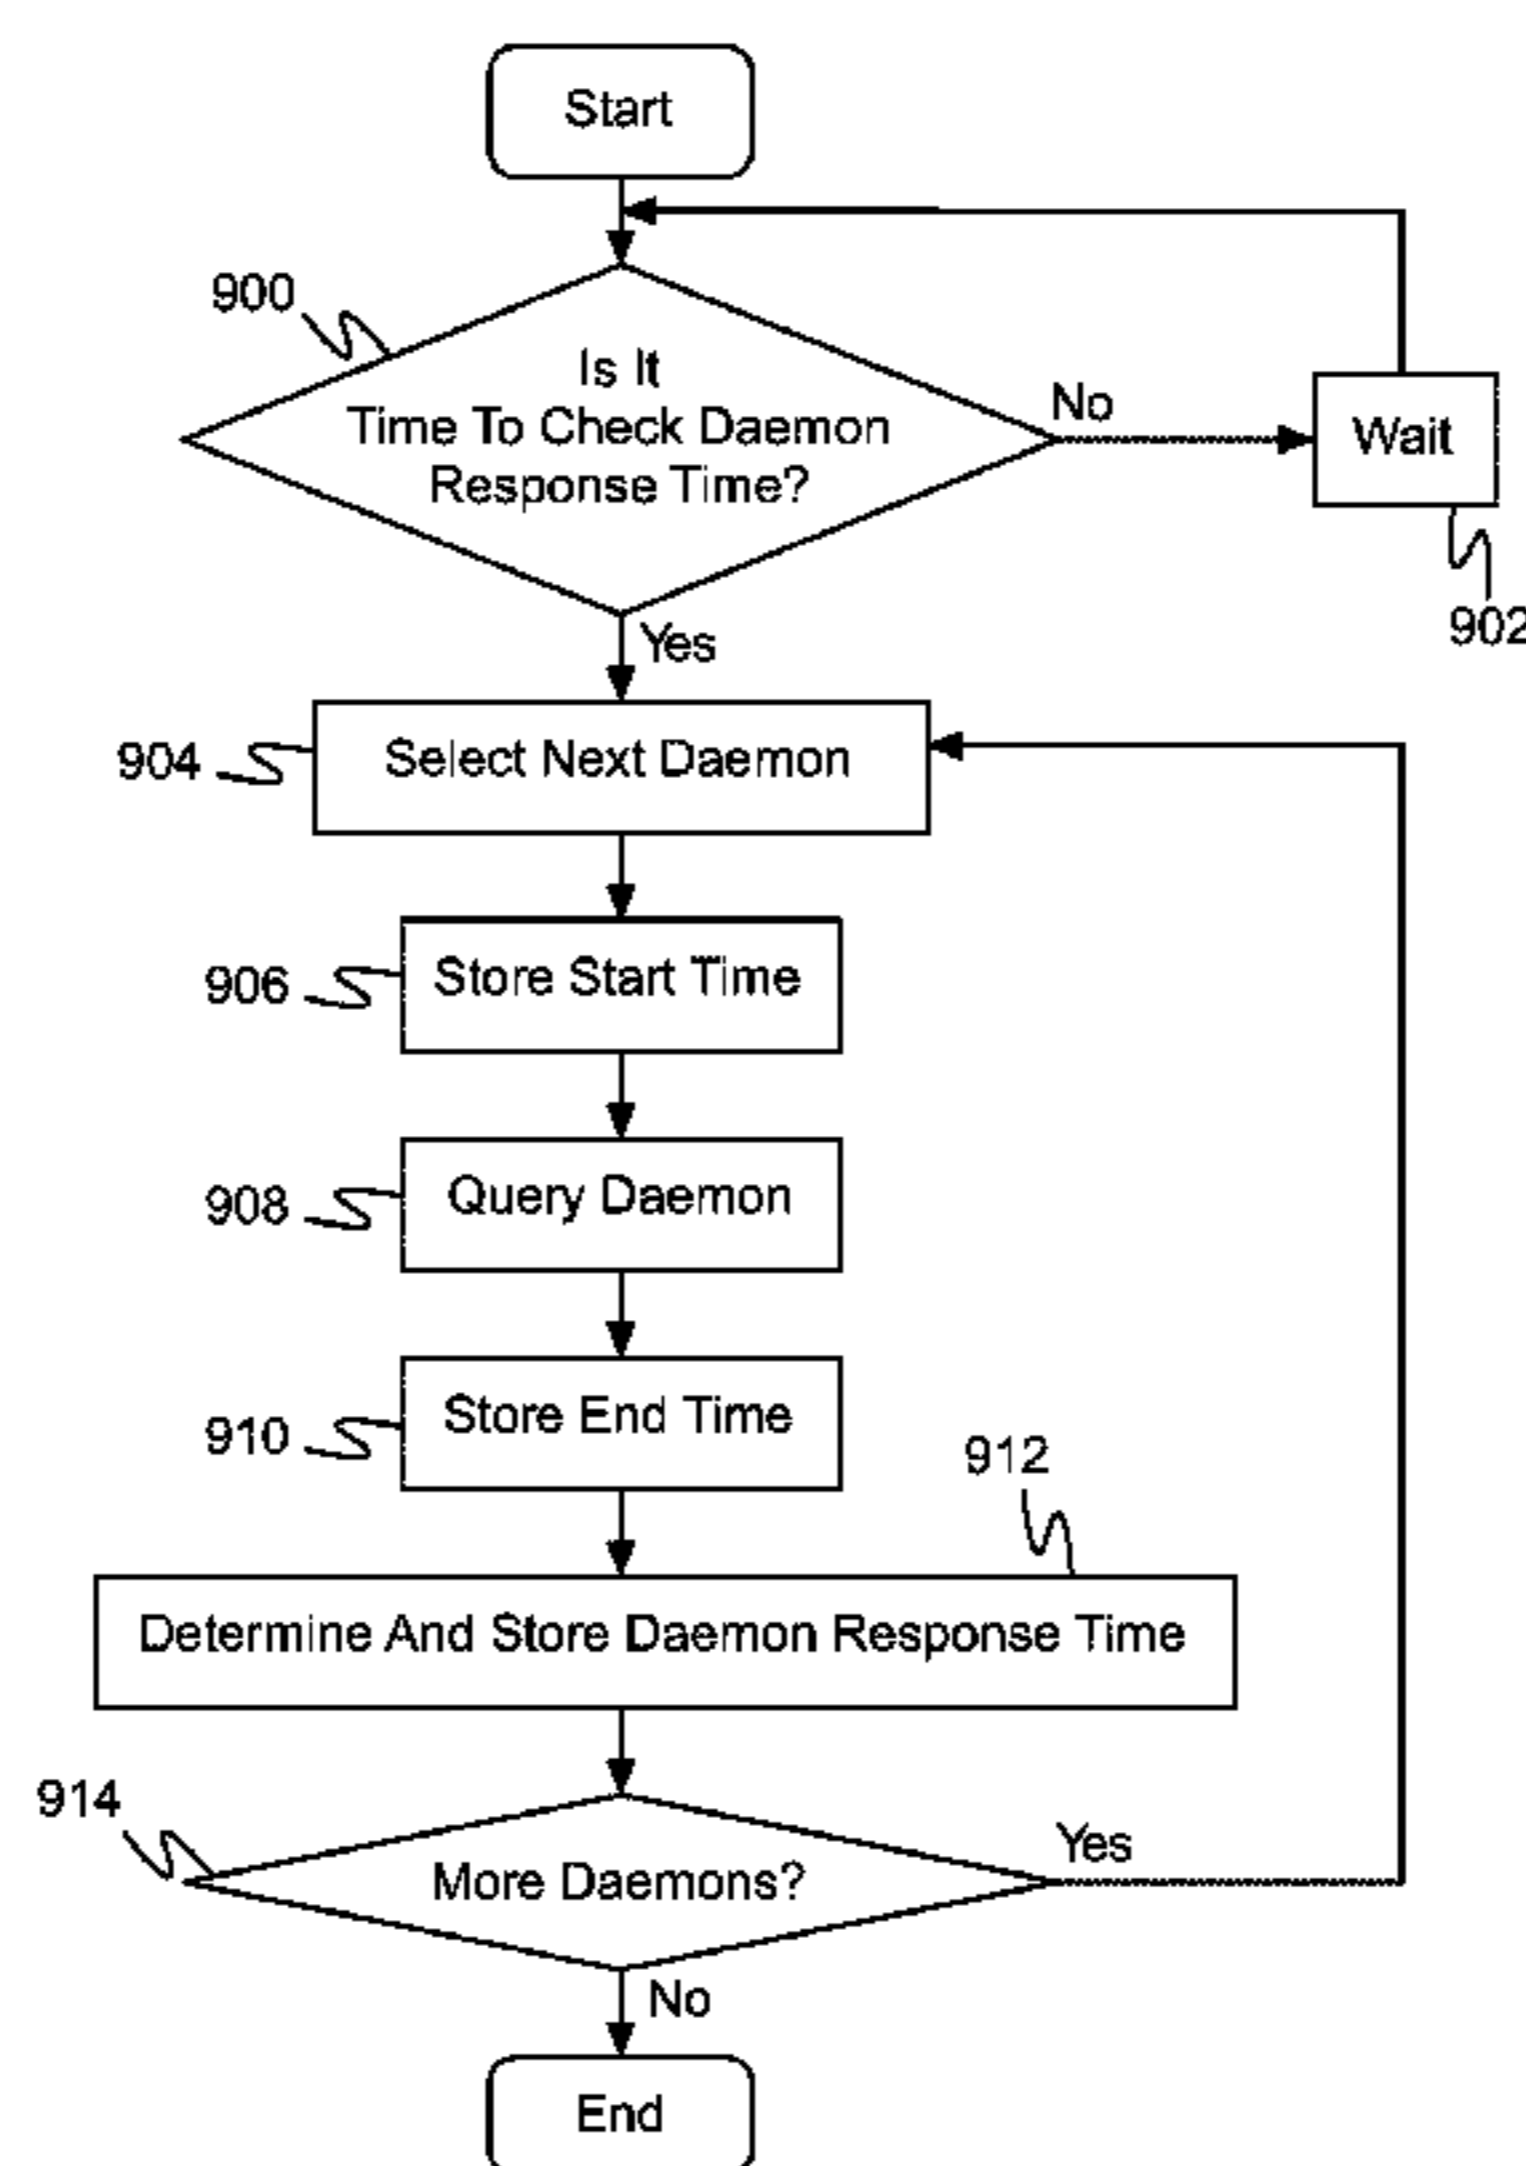 Start
900
Is It
Time To Check Daemon
Response Time?
No
Wait
902
Yes
904
Select Next Daemon
906
Store Start Time
908
Query Daemon
910
Store End Time
912
Determine And Store Daemon Response Time
914
More Daemons?
Yes
No
End